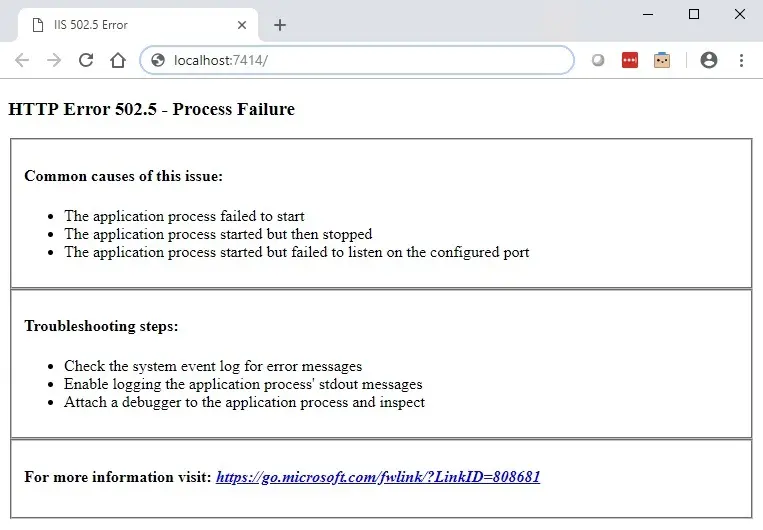 IIS 502.5 Error
localhost:7414/
HTTP Error 502.5 - Process Failure
Common causes of this issue:
• The application process failed to start
• The application process started but then stopped
• The application process started but failed to listen on the configured port
Troubleshooting steps:
• Check the system event log for error messages
• Enable logging the application process' stdout messages
• Attach a debugger to the application process and inspect
For more information visit: https://go.microsoft.com/fwlink/?LinkID=808681